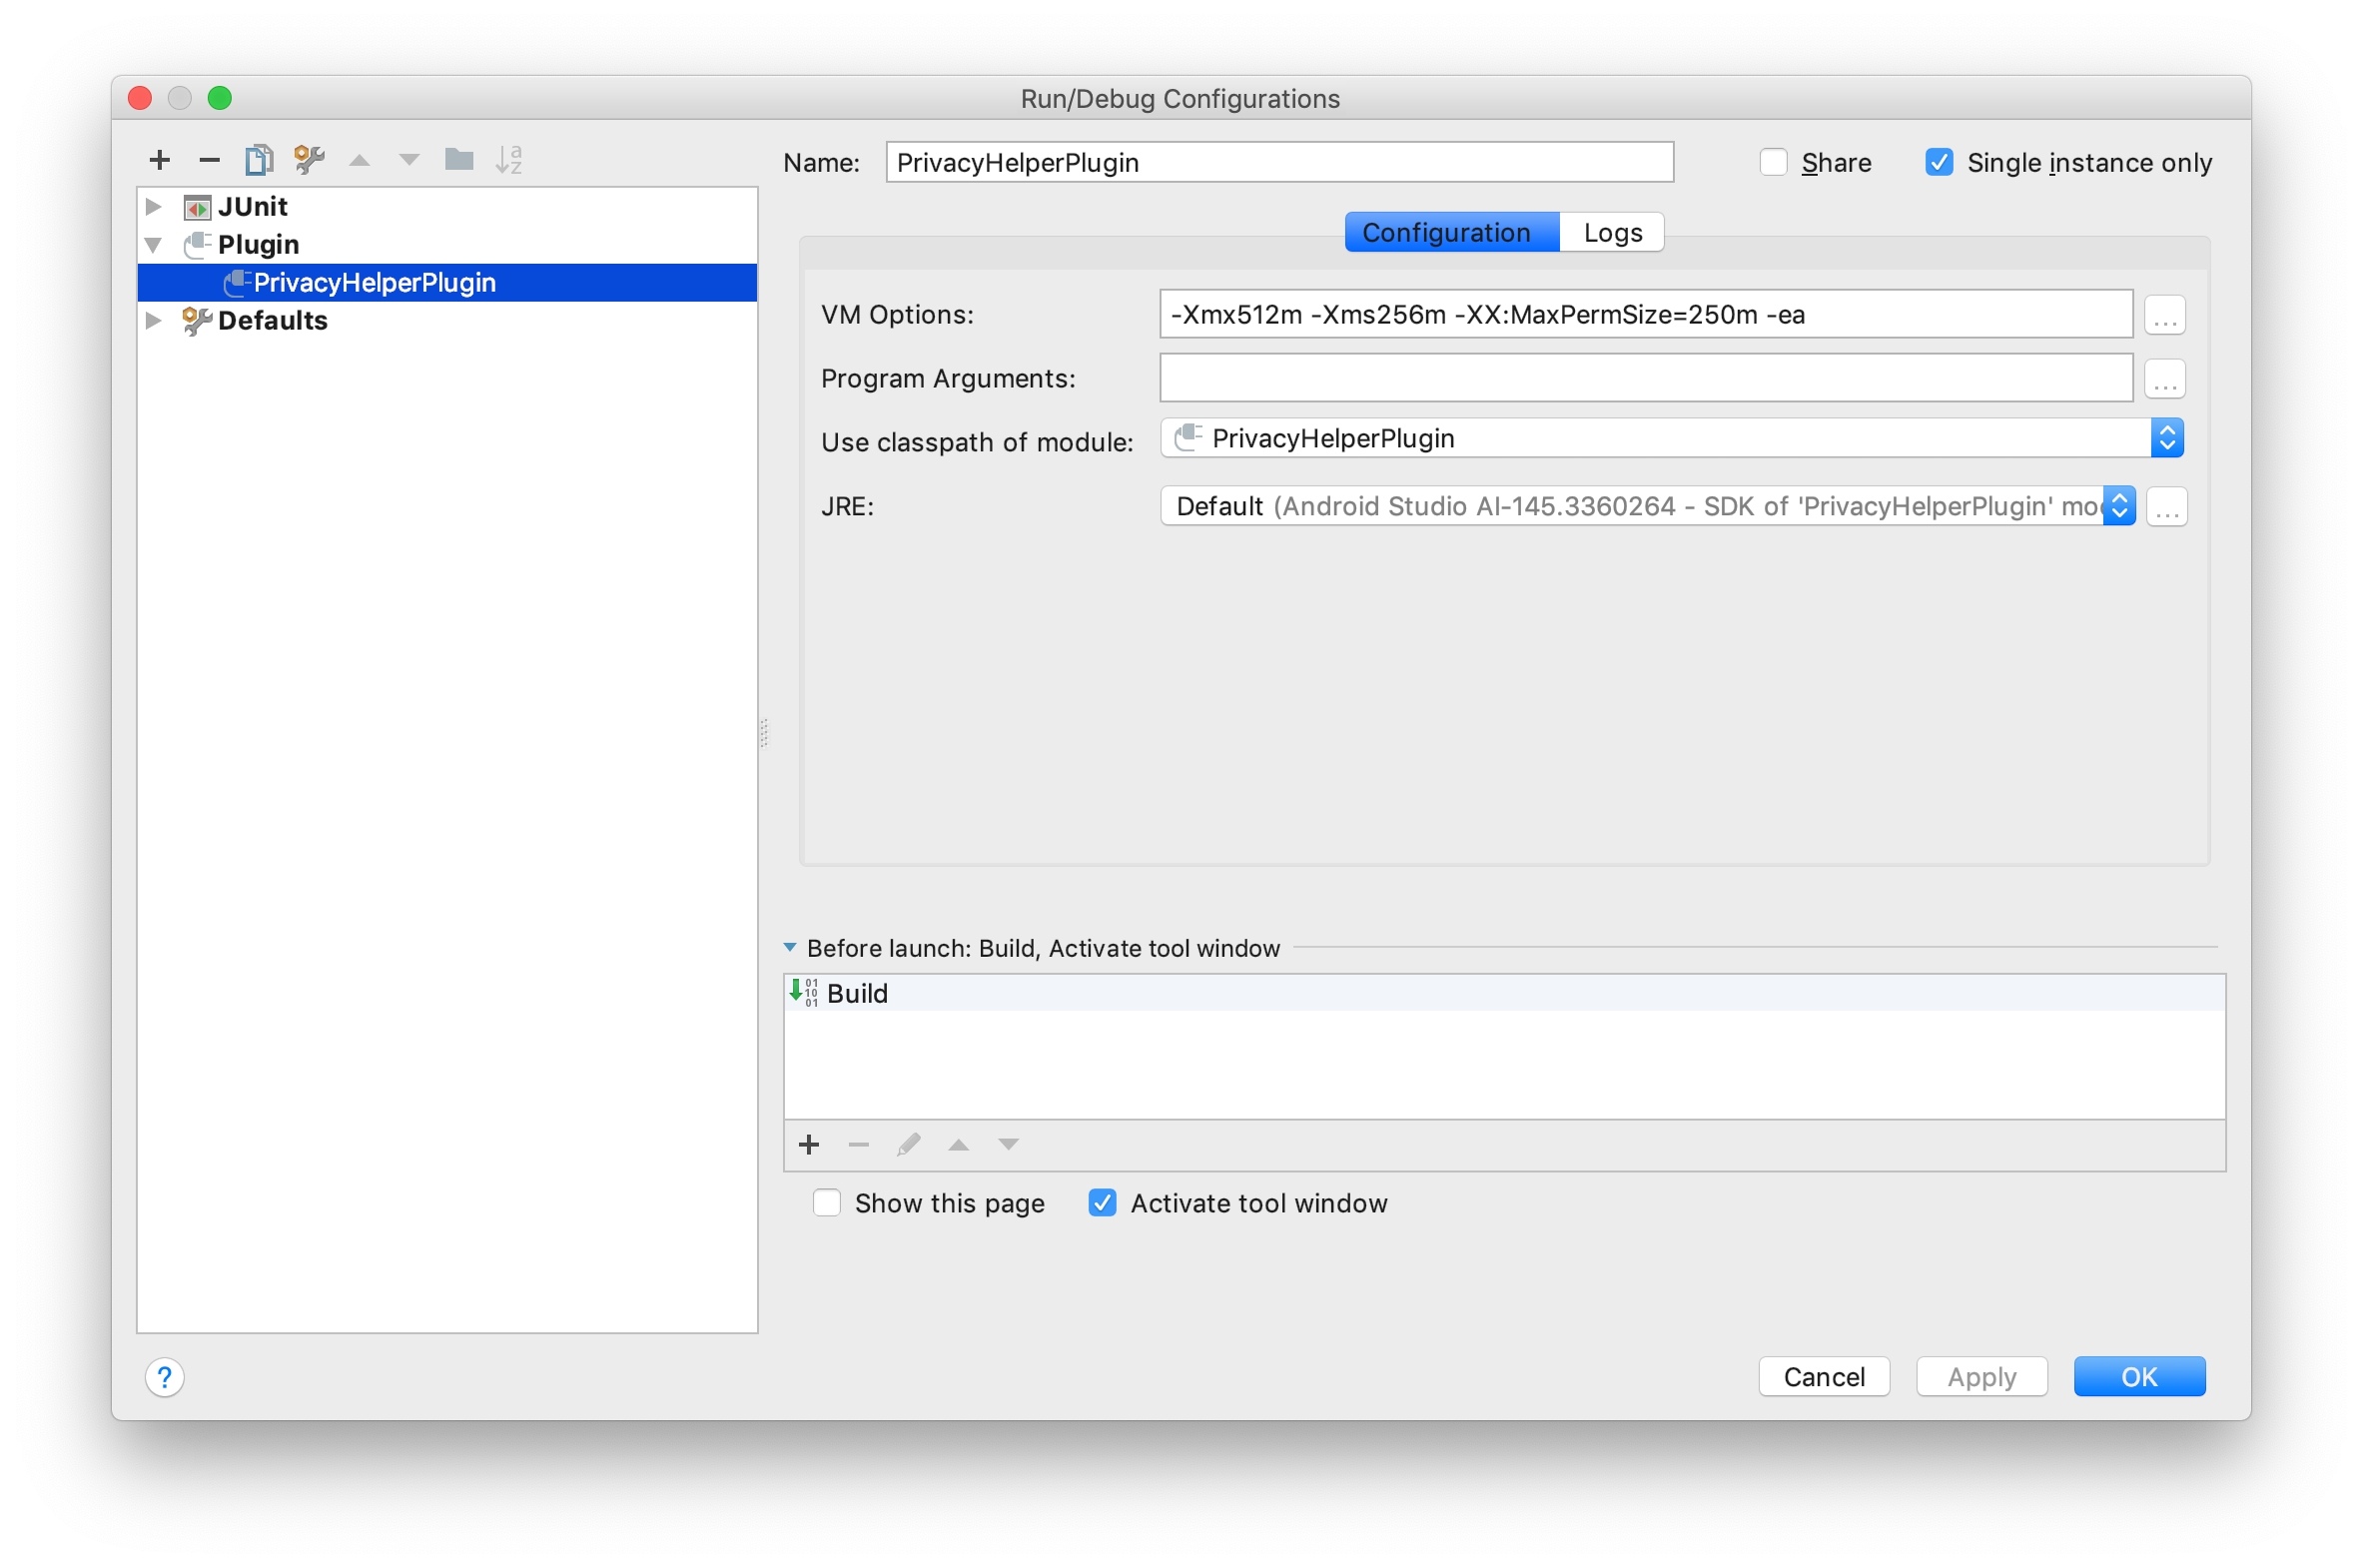 Run/Debug Configurations
Name: PrivacyHelperPlugin Share Single instance only
JUnit
Plugin
PrivacyHelperPlugin
Defaults
Configuration Logs
VM Options: -Xmx512m -Xms256m -XX:MaxPermSize=250m -ea ...
Program Arguments: ...
Use classpath of module: PrivacyHelperPlugin
JRE: Default (Android Studio AI-145.3360264 - SDK of 'PrivacyHelperPlugin' mo ...
Before launch: Build, Activate tool window
Build
Show this page Activate tool window
? Cancel Apply OK